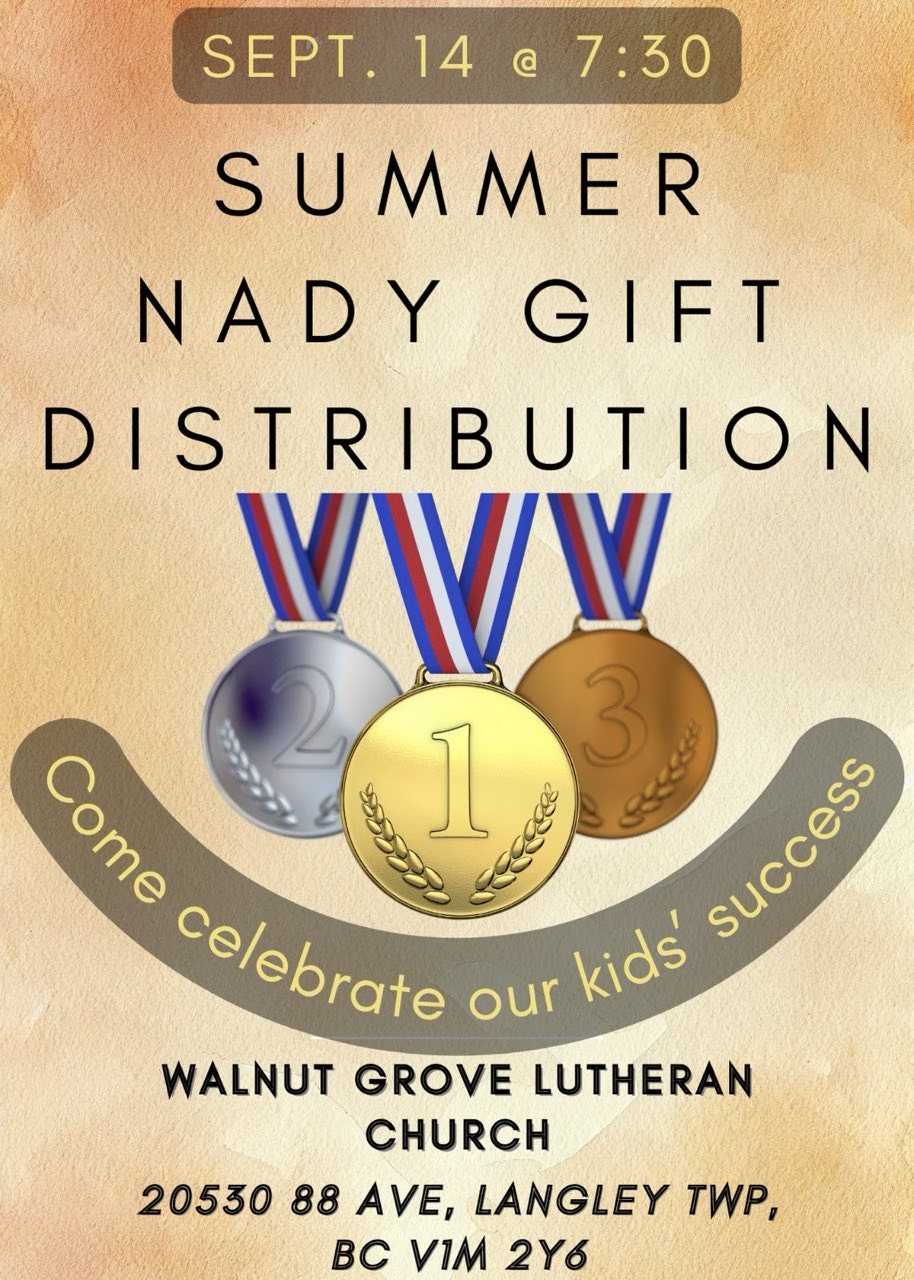 SEPT. 14 @ 7:30
SUMMER
NADY GIFT
DISTRIBUTION
2
1
3
Come celebrate our kids' success
WALNUT GROVE LUTHERAN
CHURCH
20530 88 AVE, LANGLEY TWP,
BC V1M 2Y6